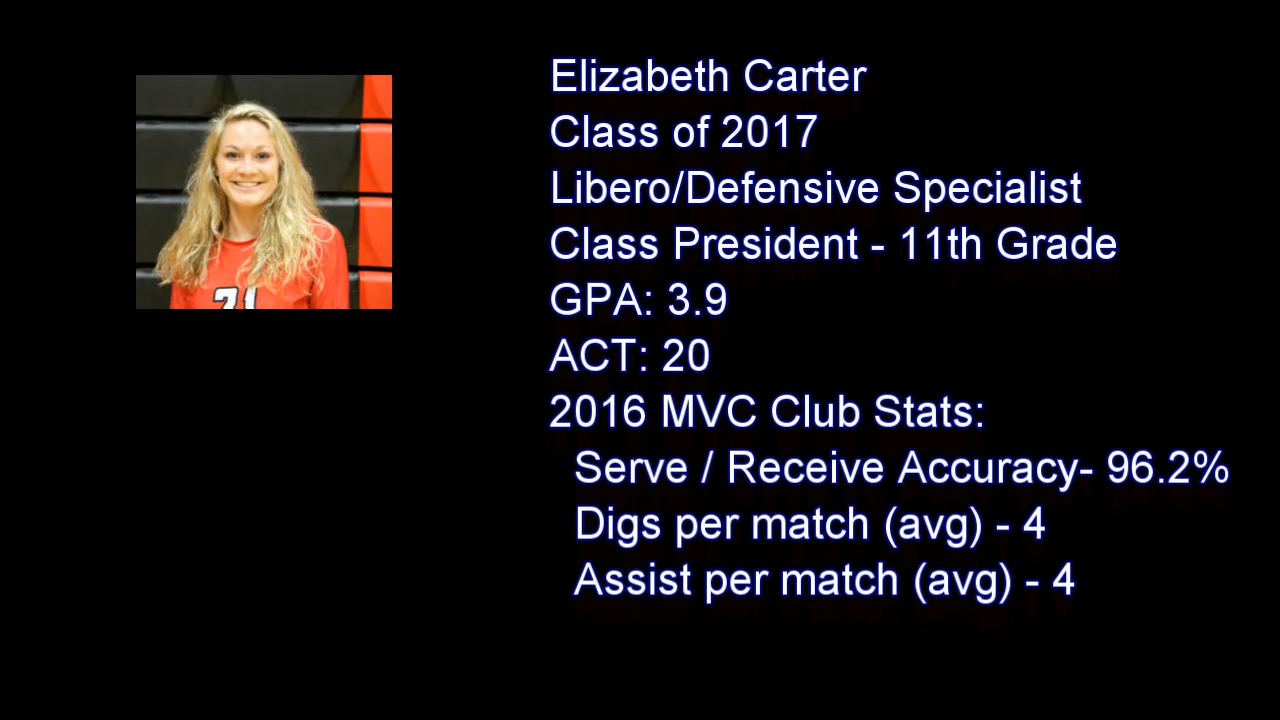 Elizabeth Carter
Class of 2017
Libero/Defensive Specialist
Class President - 11th Grade
GPA: 3.9
ACT: 20
2016 MVC Club Stats:
Serve / Receive Accuracy- 96.2%
Digs per match (avg) - 4
Assist per match (avg) - 4